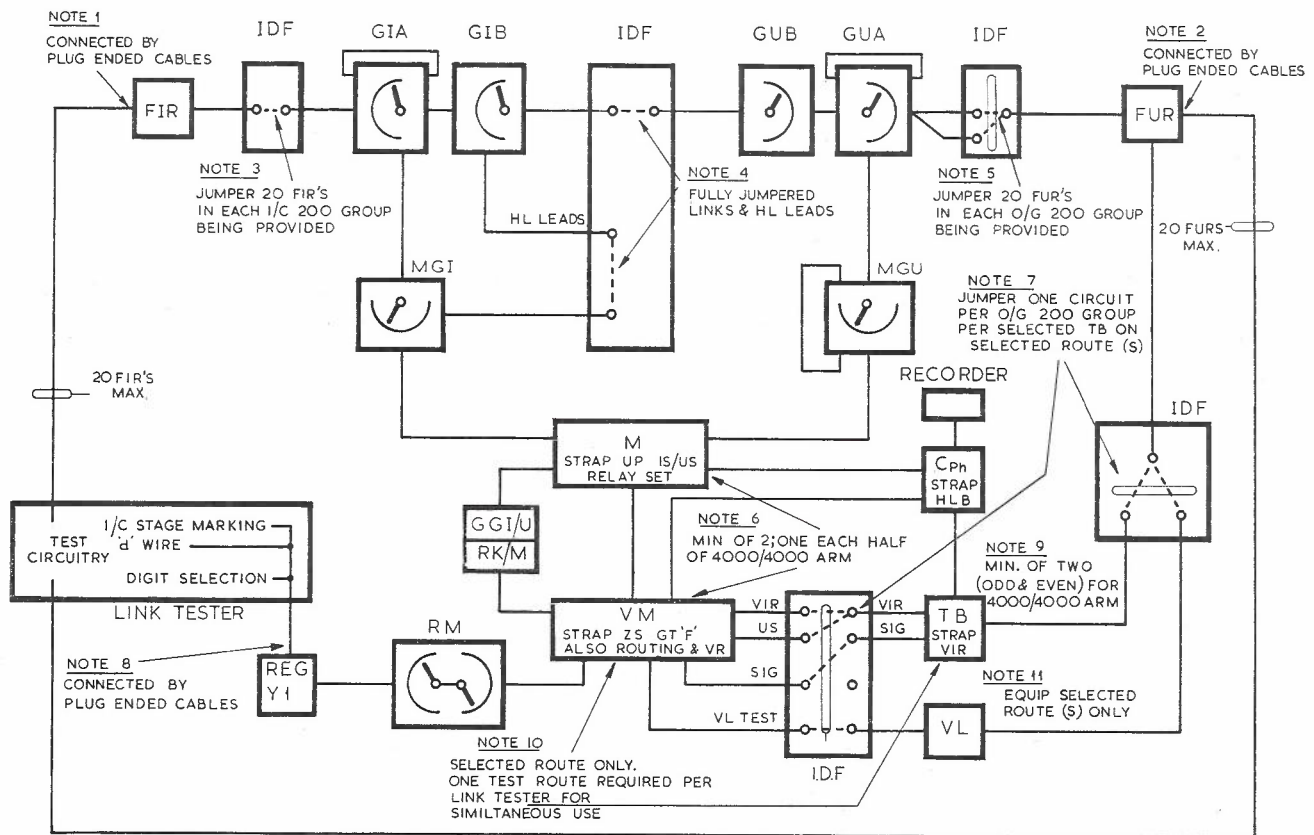 NOTE 1
CONNECTED BY
PLUG ENDED CABLES
IDF
GIA
GIB
IDF
GUB
GUA
IDF
NOTE 2
CONNECTED BY
PLUG ENDED CABLES
FIR
FUR
NOTE 3
JUMPER 20 FIR'S
IN EACH I/C 200 GROUP
BEING PROVIDED
NOTE 4
FULLY JUMPERED
LINKS & HL LEADS
NOTE 5
JUMPER 20 FUR'S
IN EACH O/G 200 GROUP
BEING PROVIDED
HL LEADS
20 FURS
MAX.
MGI
MGU
NOTE 7
JUMPER ONE CIRCUIT
PER O/G 200 GROUP
PER SELECTED TB ON
SELECTED ROUTE (S)
20 FIR'S
MAX.
RECORDER
IDF
M
STRAP UP IS/US
RELAY SET
CPh
STRAP
HLB
GGI/U
RK/M
NOTE 6
MIN OF 2; ONE EACH HALF
OF 4000/4000 ARM
NOTE 9
MIN. OF TWO
(ODD & EVEN) FOR
4000/4000 ARM
TEST
CIRCUITRY
I/C STAGE MARKING
'd' WIRE
DIGIT SELECTION
LINK TESTER
VM
STRAP ZS GT 'F'
ALSO ROUTING & VR
VIR
US
SIG
VL TEST
VIR
SIG
TB
STRAP
VIR
NOTE 8
CONNECTED BY
PLUG ENDED CABLES
REG
Y1
RM
NOTE 11
EQUIP SELECTED
ROUTE (S) ONLY
VL
I.D.F
NOTE 10
SELECTED ROUTE ONLY.
ONE TEST ROUTE REQUIRED PER
LINK TESTER FOR
SIMILTANEOUS USE